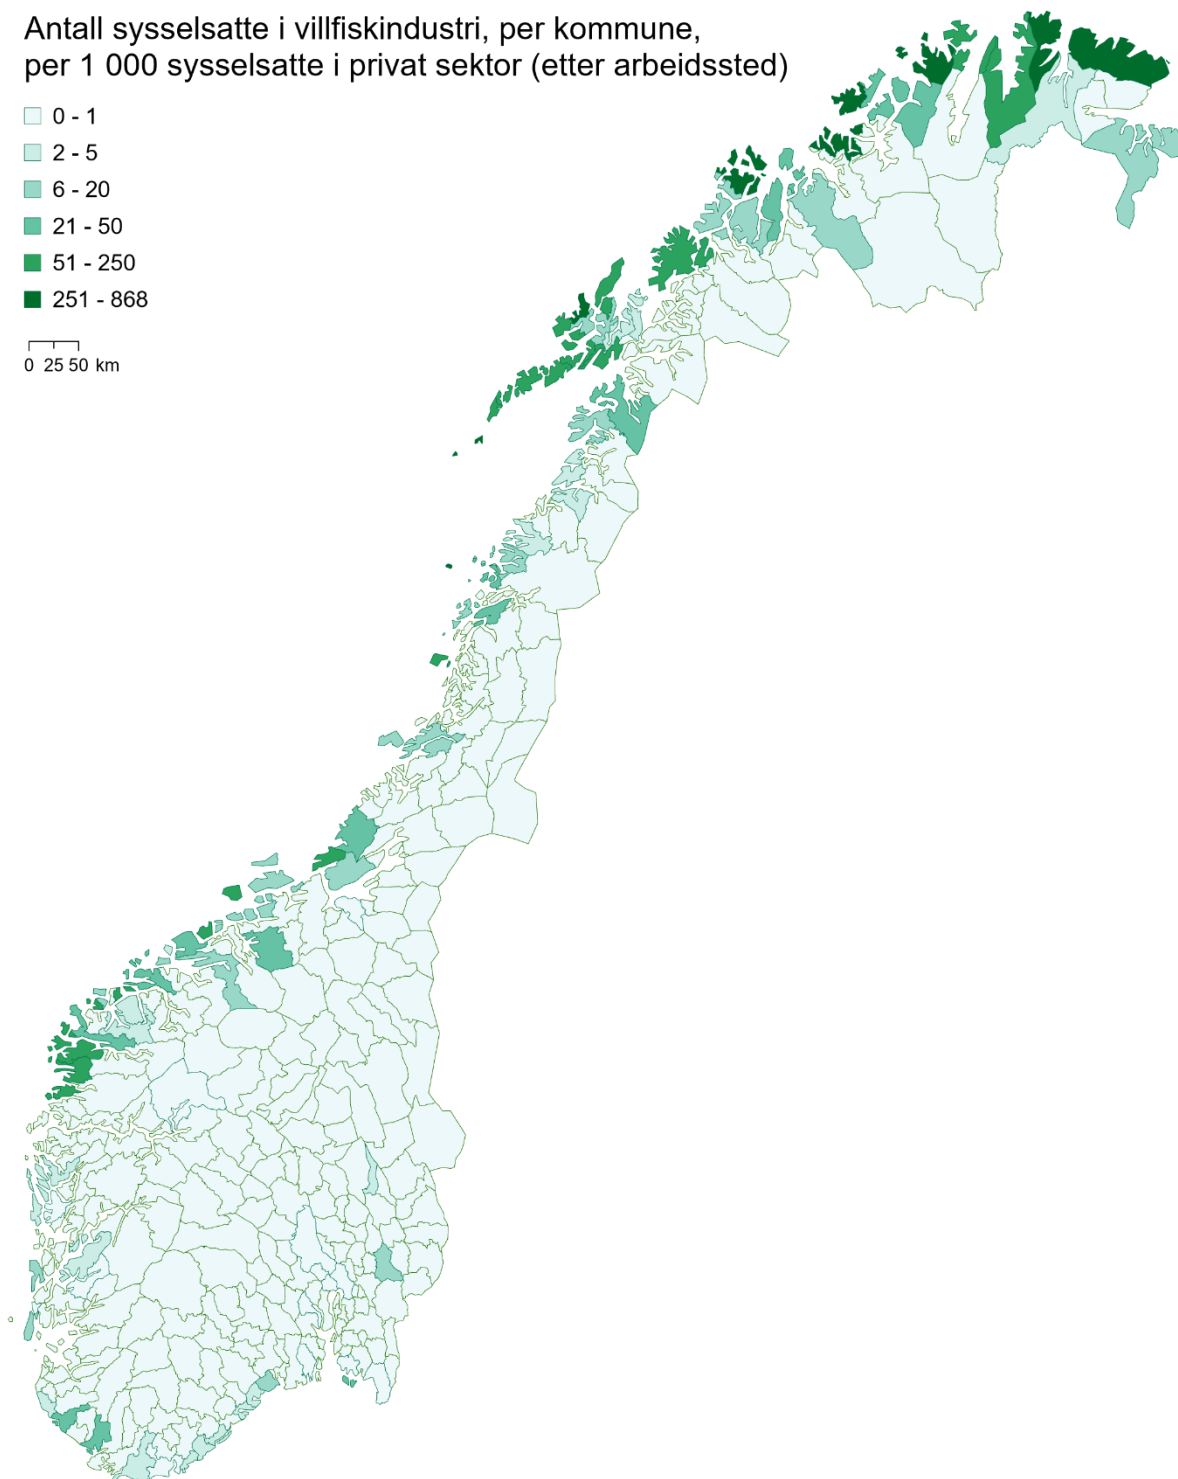 Antall sysselsatte i villfiskindustri, per kommune,
per 1 000 sysselsatte i privat sektor (etter arbeidssted)
0 - 1
2 - 5
6 - 20
21 - 50
51 - 250
251 - 868
0 25 50 km